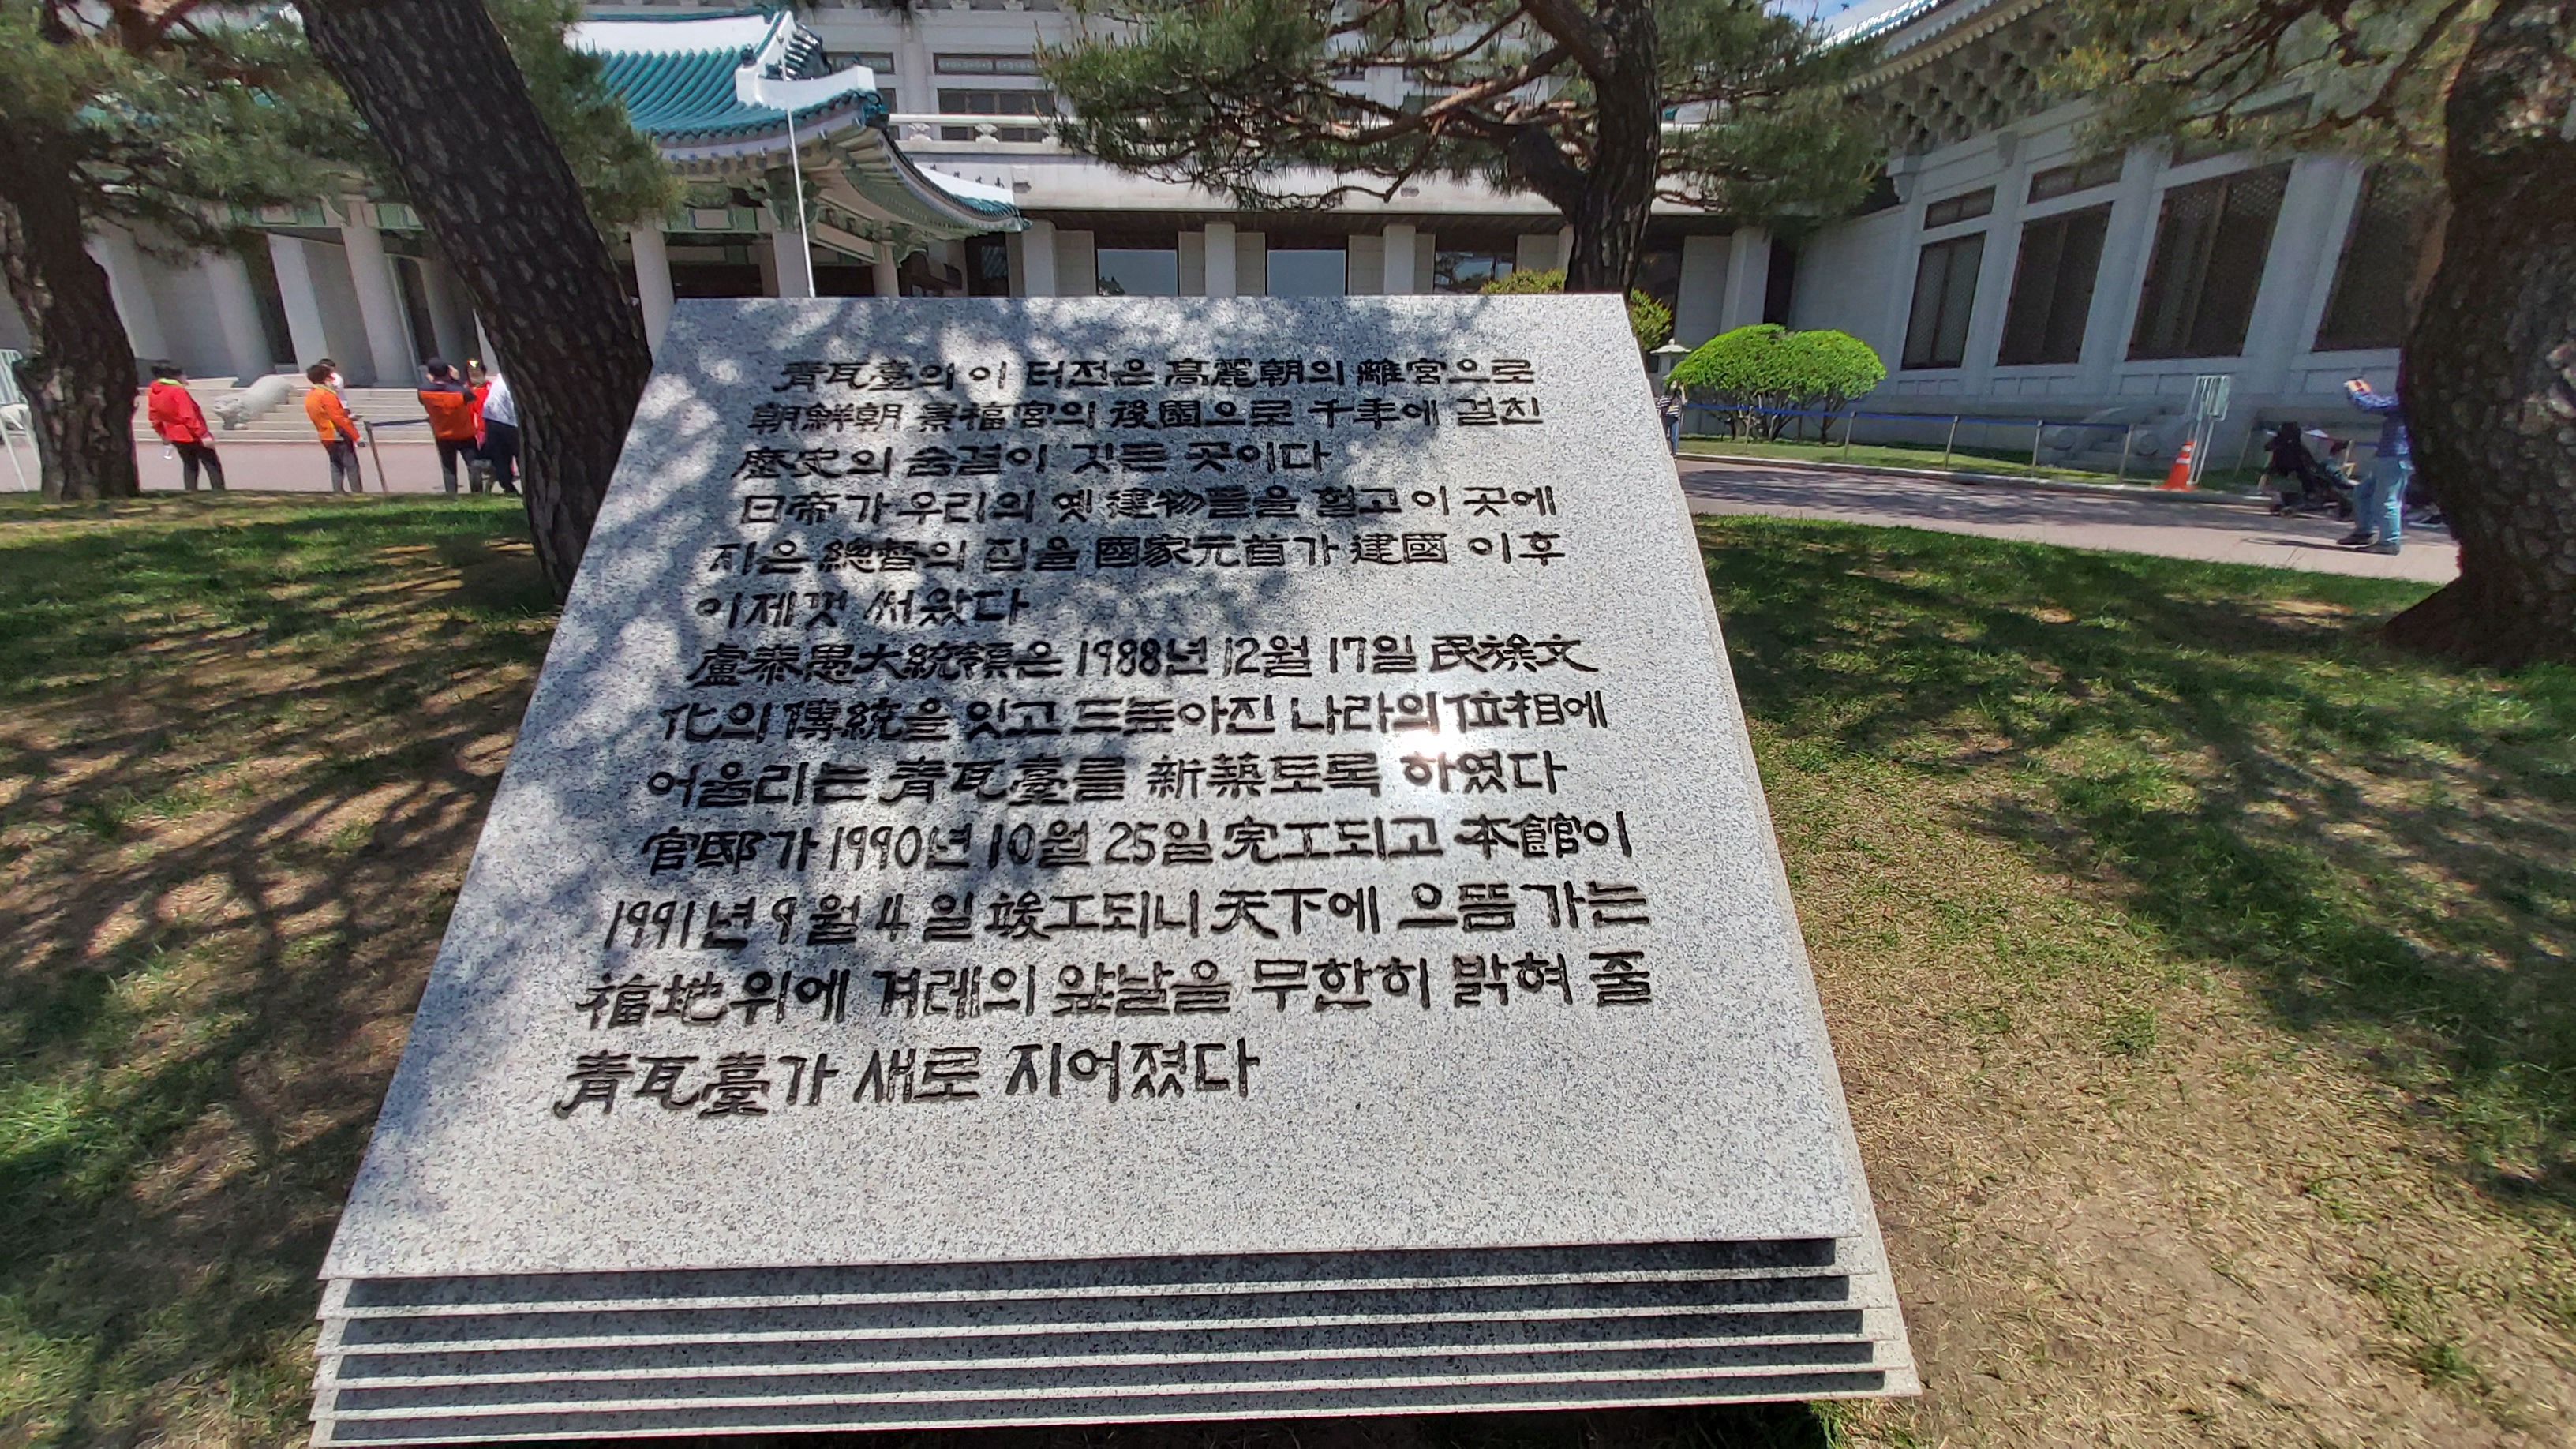 青瓦臺의 이 터전은 高麗朝의 離宮으로
朝鮮朝 景福宮의 後園으로 千年에 걸친
歷史의 숨결이 깃든 곳이다
日帝가 우리의 옛 建物들을 헐고 이 곳에
지은 總督의 집을 國家元首가 建國 이후
이제껏 써왔다
盧泰愚大統領은 1988년 12월 17일 民族文
化의 傳統을 잇고 드높아진 나라의 位相에
어울리는 靑瓦臺를 新築토록 하였다
官邸가 1990년 10월 25일 完工되고 本館이
1991년 9월 4일 竣工되니 天下에 으뜸가는
福地 위에 겨레의 앞날을 무한히 밝혀 줄
靑瓦臺가 새로 지어졌다